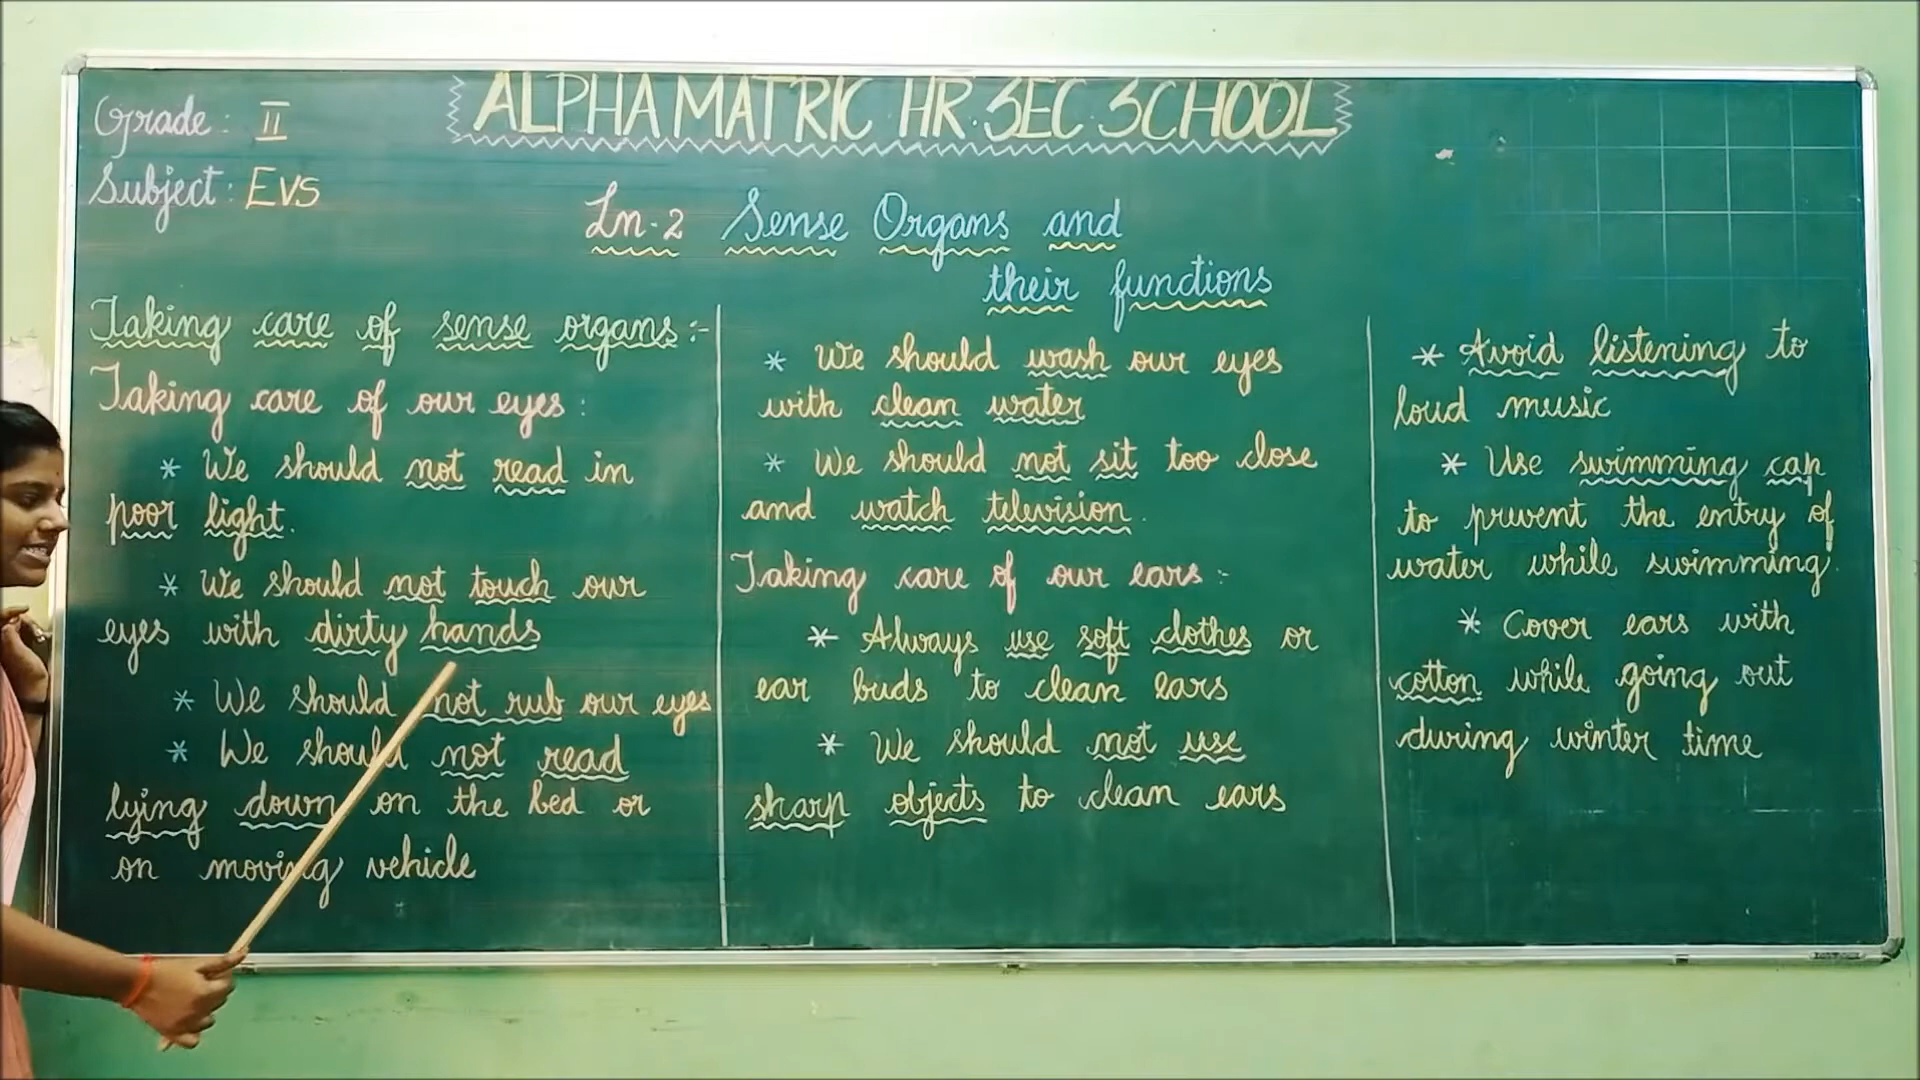 ALPHA MATRIC HR. SEC. SCHOOL
Grade: II
Subject: EVS
Ln-2 Sense Organs and
their functions
Taking care of sense organs:-
Taking care of our eyes:
* We should not read in
poor light.
* We should not touch our
eyes with dirty hands
* We should not rub our eyes
* We should not read
lying down on the bed or
on moving vehicle
* We should wash our eyes
with clean water
* We should not sit too close
and watch television.
Taking care of our ears:-
* Always use soft clothes or
ear buds to clean ears
* We should not use
sharp objects to clean ears
* Avoid listening to
loud music
* Use swimming cap
to prevent the entry of
water while swimming.
* Cover ears with
cotton while going out
during winter time